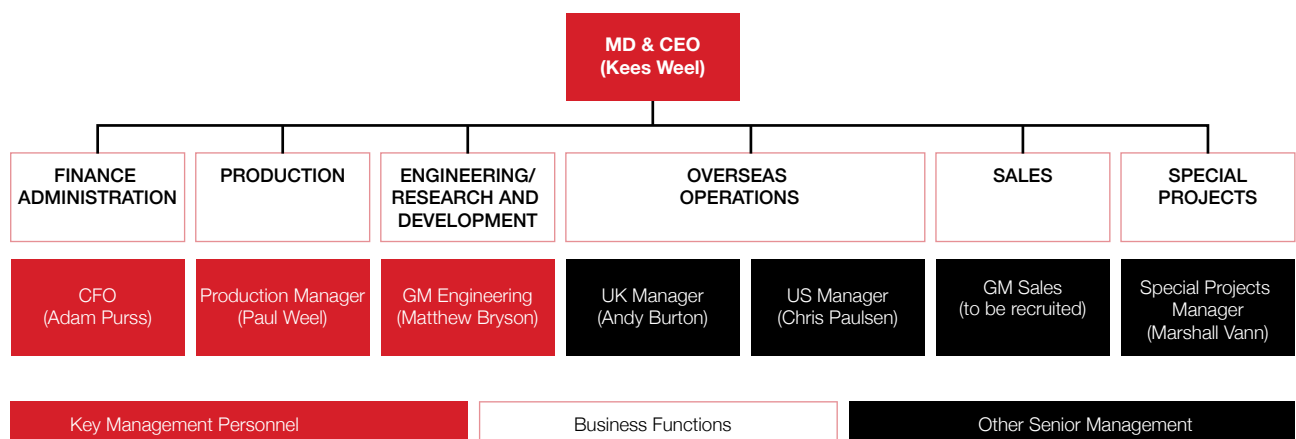 MD & CEO
(Kees Weel)
FINANCE
ADMINISTRATION
PRODUCTION
ENGINEERING/
RESEARCH AND
DEVELOPMENT
OVERSEAS
OPERATIONS
SALES
SPECIAL
PROJECTS
CFO
(Adam Purss)
Production Manager
(Paul Weel)
GM Engineering
(Matthew Bryson)
UK Manager
(Andy Burton)
US Manager
(Chris Paulsen)
GM Sales
(to be recruited)
Special Projects
Manager
(Marshall Vann)
Key Management Personnel
Business Functions
Other Senior Management